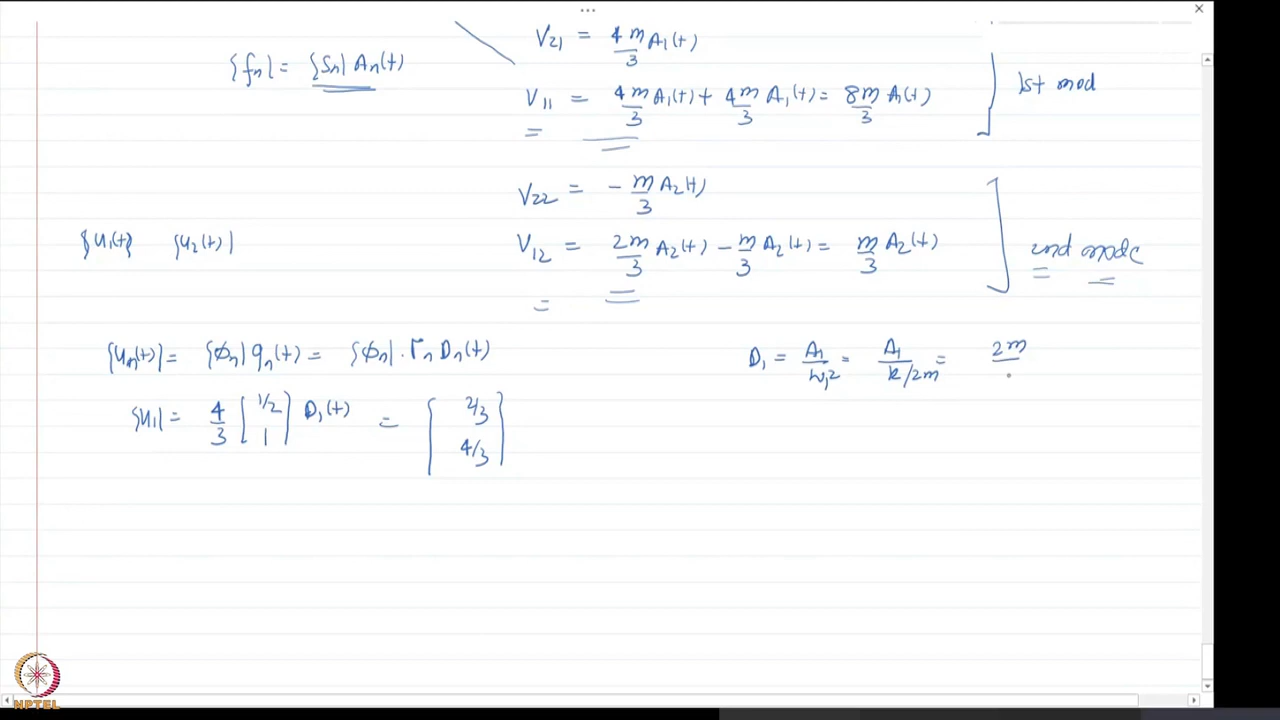 V₂₁ = 4m/3 A₁(t)
{fₙ} = {Sₙ} Aₙ(t)
V₁₁ = 4m/3 A₁(t) + 4m/3 A₁(t) = 8m/3 A₁(t)
1st mod
V₂₂ = - m/3 A₂(t)
{u₁(t)} {u₂(t)}
V₁₂ = 2m/3 A₂(t) - m/3 A₂(t) = m/3 A₂(t)
2nd mode
{uₙ(t)} = {φₙ} qₙ(t) = {φₙ} · Γₙ Dₙ(t)
D₁ = A₁/ω₁² = A₁/k/2m = 2m
{u₁} = 4/3 [1/2 1] D₁(t) = [2/3 4/3]
NPTEL